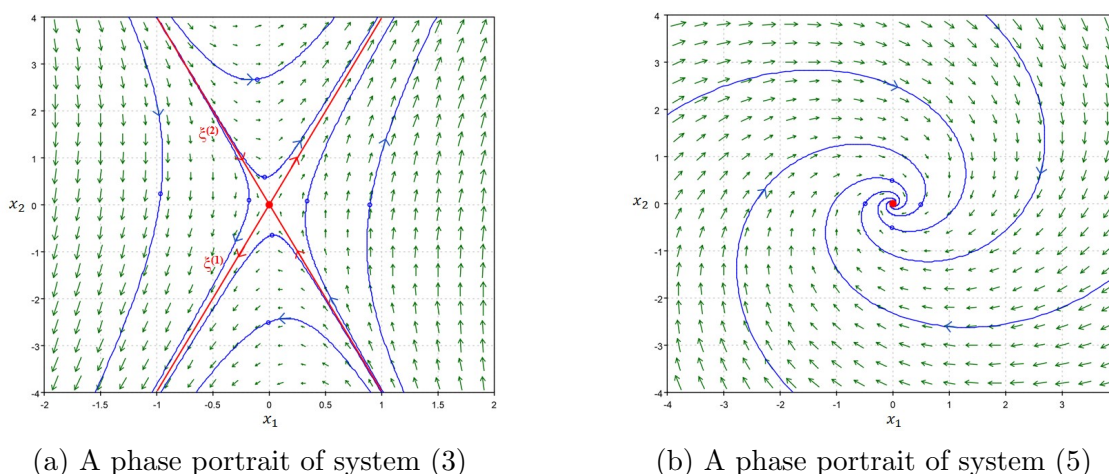 4
4
3
3
2
2
ξ(2)
1
1
x2 0
x2 0
-1
-1
ξ(1)
-2
-2
-3
-3
-4
-4
-2 -1.5 -1 -0.5 0 0.5 1 1.5 2
-4 -3 -2 -1 0 1 2 3
x1
x1
(a) A phase portrait of system (3)
(b) A phase portrait of system (5)